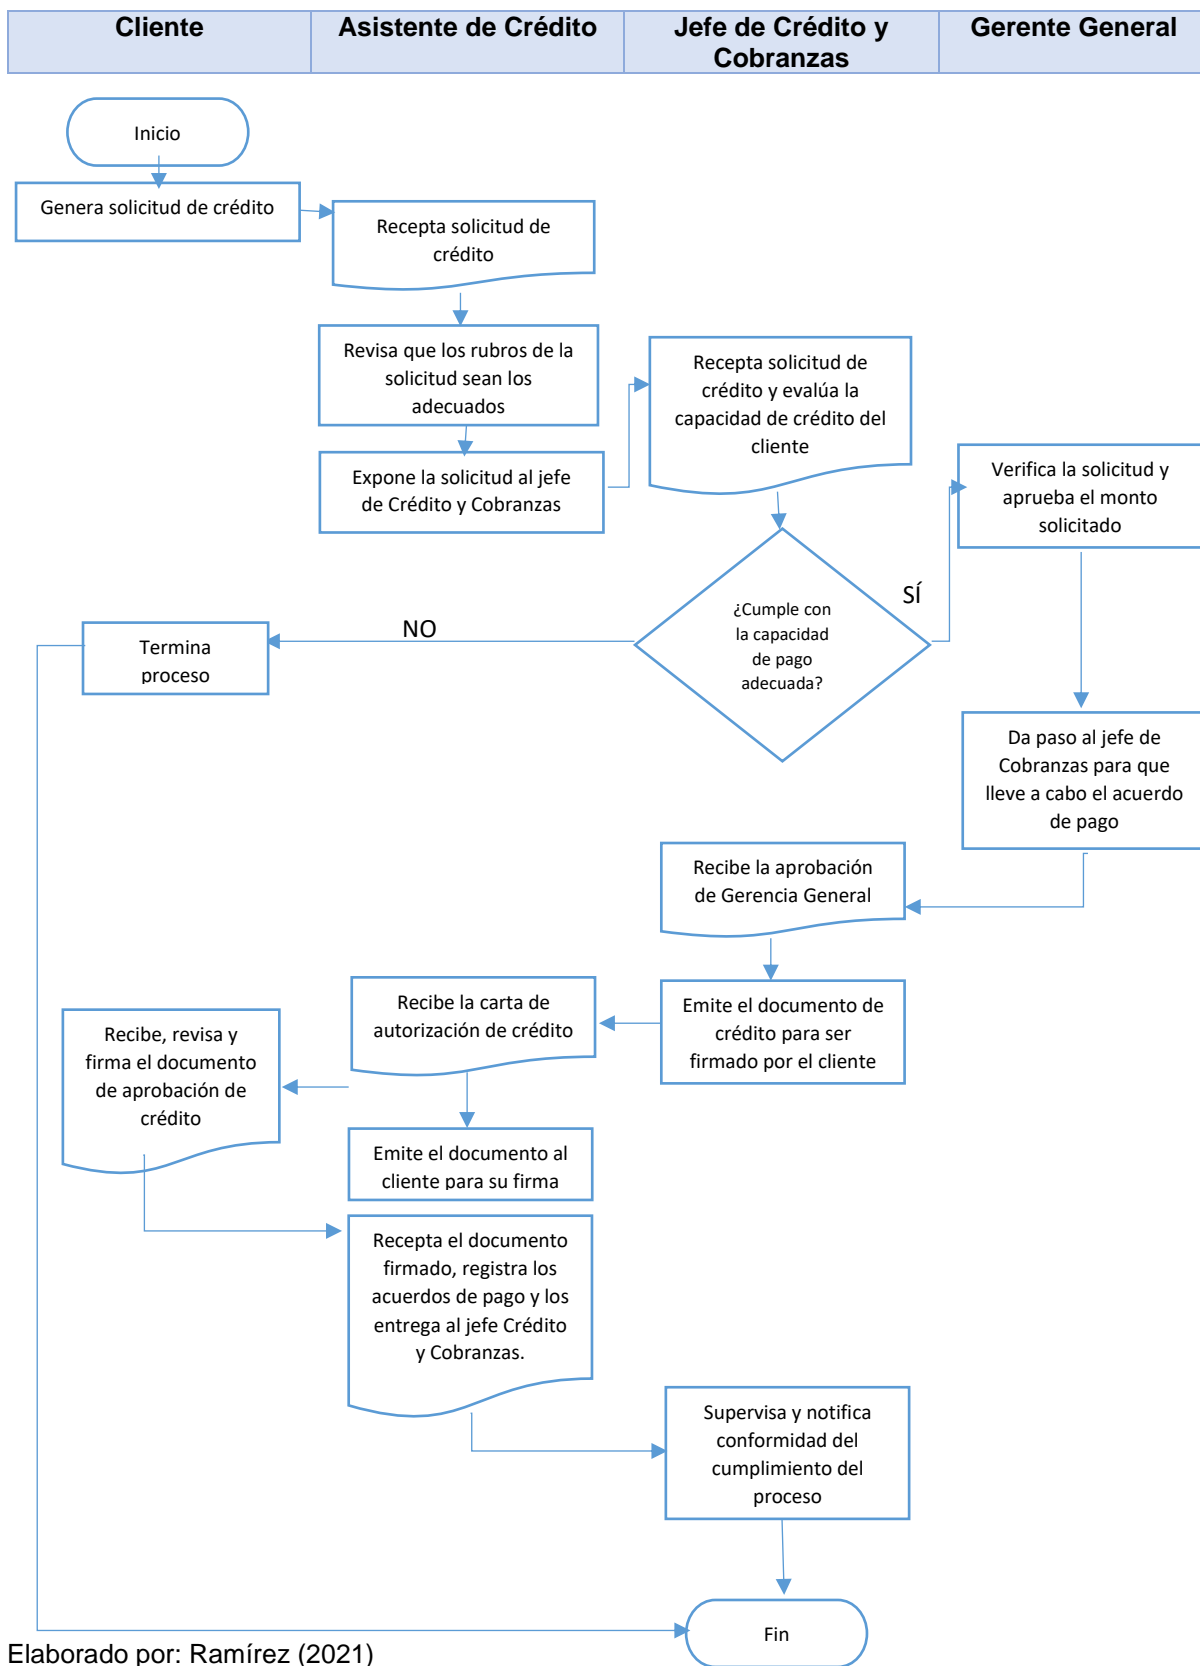 Cliente
Asistente de Crédito
Jefe de Crédito y
Cobranzas
Gerente General
Inicio
Genera solicitud de crédito
Recepta solicitud de
crédito
Revisa que los rubros de la
solicitud sean los
adecuados
Expone la solicitud al jefe
de Crédito y Cobranzas
Recepta solicitud de
crédito y evalúa la
capacidad de crédito del
cliente
Verifica la solicitud y
aprueba el monto
solicitado
SÍ
¿Cumple con
la capacidad
de pago
adecuada?
NO
Termina
proceso
Da paso al jefe de
Cobranzas para que
lleve a cabo el acuerdo
de pago
Recibe la aprobación
de Gerencia General
Emite el documento de
crédito para ser
firmado por el cliente
Recibe la carta de
autorización de crédito
Recibe, revisa y
firma el documento
de aprobación de
crédito
Emite el documento al
cliente para su firma
Recepta el documento
firmado, registra los
acuerdos de pago y los
entrega al jefe Crédito
y Cobranzas.
Supervisa y notifica
conformidad del
cumplimiento del
proceso
Fin
Elaborado por: Ramírez (2021)